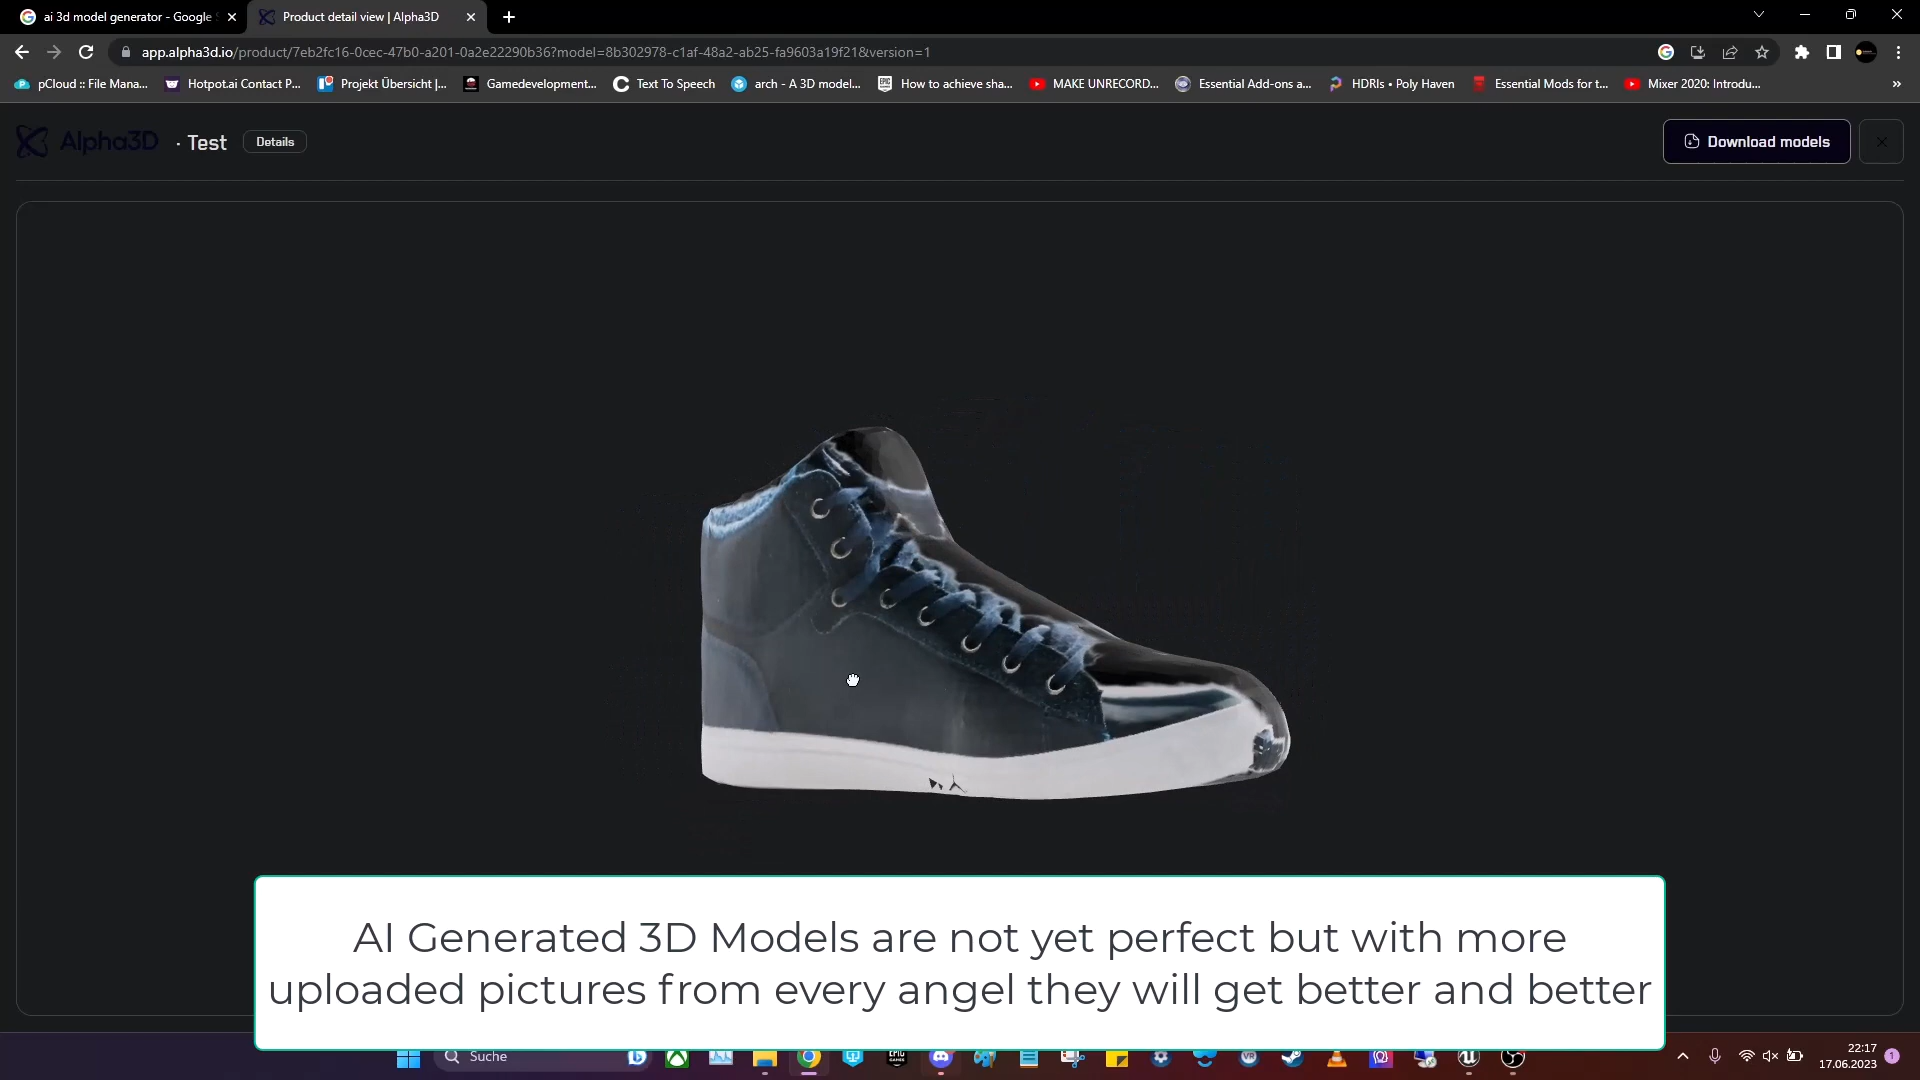 ai 3d model generator - Google
Product detail view | Alpha3D
app.alpha3d.io/product/7eb2fc16-0cec-47b0-a201-0a2e22290b36?model=8b302978-c1af-48a2-ab25-fa9603a19f21&version=1
pCloud :: File Mana...
Hotpot.ai Contact P...
Projekt Übersicht |...
Gamedevelopment...
Text To Speech
arch - A 3D model...
How to achieve sha...
MAKE UNRECORD...
Essential Add-ons a...
HDRIs • Poly Haven
Essential Mods for t...
Mixer 2020: Introdu...
»
Alpha3D · Test Details
Download models
AI Generated 3D Models are not yet perfect but with more
uploaded pictures from every angel they will get better and better
Suche
22:17
17.06.2023
1